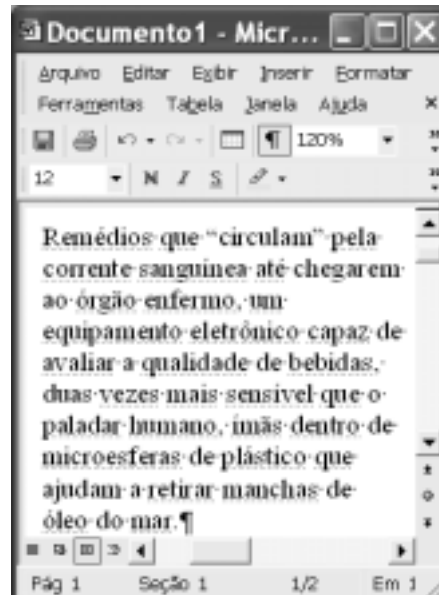 Documento1 - Micr...
Arquivo Editar Exibir Inserir Formatar
Ferramentas Tabela Janela Ajuda
120%
12 N I S
Remédios que “circulam” pela
corrente sanguínea até chegarem
ao órgão enfermo, um
equipamento eletrônico capaz de
avaliar a qualidade de bebidas,
duas vezes mais sensível que o
paladar humano, ímãs dentro de
microesferas de plástico que
ajudam a retirar manchas de
óleo do mar.¶
Pág 1 Seção 1 1/2 Em 1